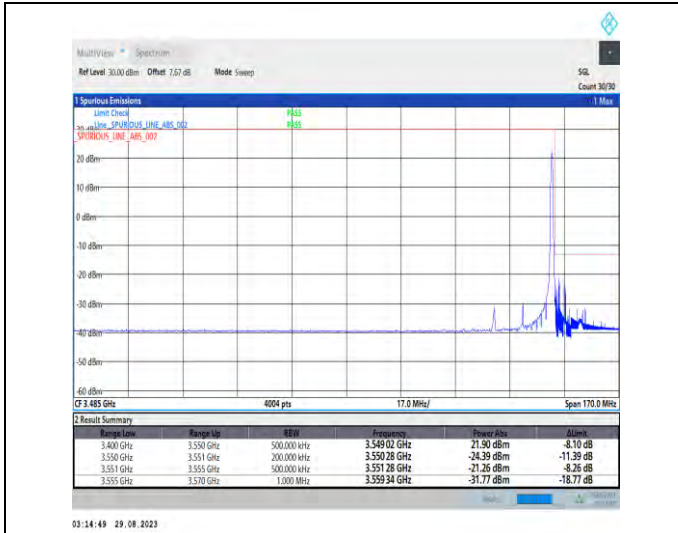 MultiView Spectrum
Ref Level 30.00 dBm Offset 7.67 dB Mode Sweep SGL
Count 30/30
1 Spurious Emissions 1 Max
Limit Check PASS
Line _SPURIOUS_LINE_ABS_002 PASS
_SPURIOUS_LINE_ABS_002
20 dBm
10 dBm
0 dBm
-10 dBm
-20 dBm
-30 dBm
-40 dBm
-50 dBm
-60 dBm
CF 3.485 GHz 4004 pts 17.0 MHz/ Span 170.0 MHz
2 Result Summary
Range Low Range Up RBW Frequency Power Abs ΔLimit
3.400 GHz 3.550 GHz 500.000 kHz 3.549 02 GHz 21.90 dBm -8.10 dB
3.550 GHz 3.551 GHz 200.000 kHz 3.550 28 GHz -24.39 dBm -11.39 dB
3.551 GHz 3.555 GHz 500.000 kHz 3.551 28 GHz -21.26 dBm -8.26 dB
3.555 GHz 3.570 GHz 1.000 MHz 3.559 34 GHz -31.77 dBm -18.77 dB
03:14:49 29.08.2023